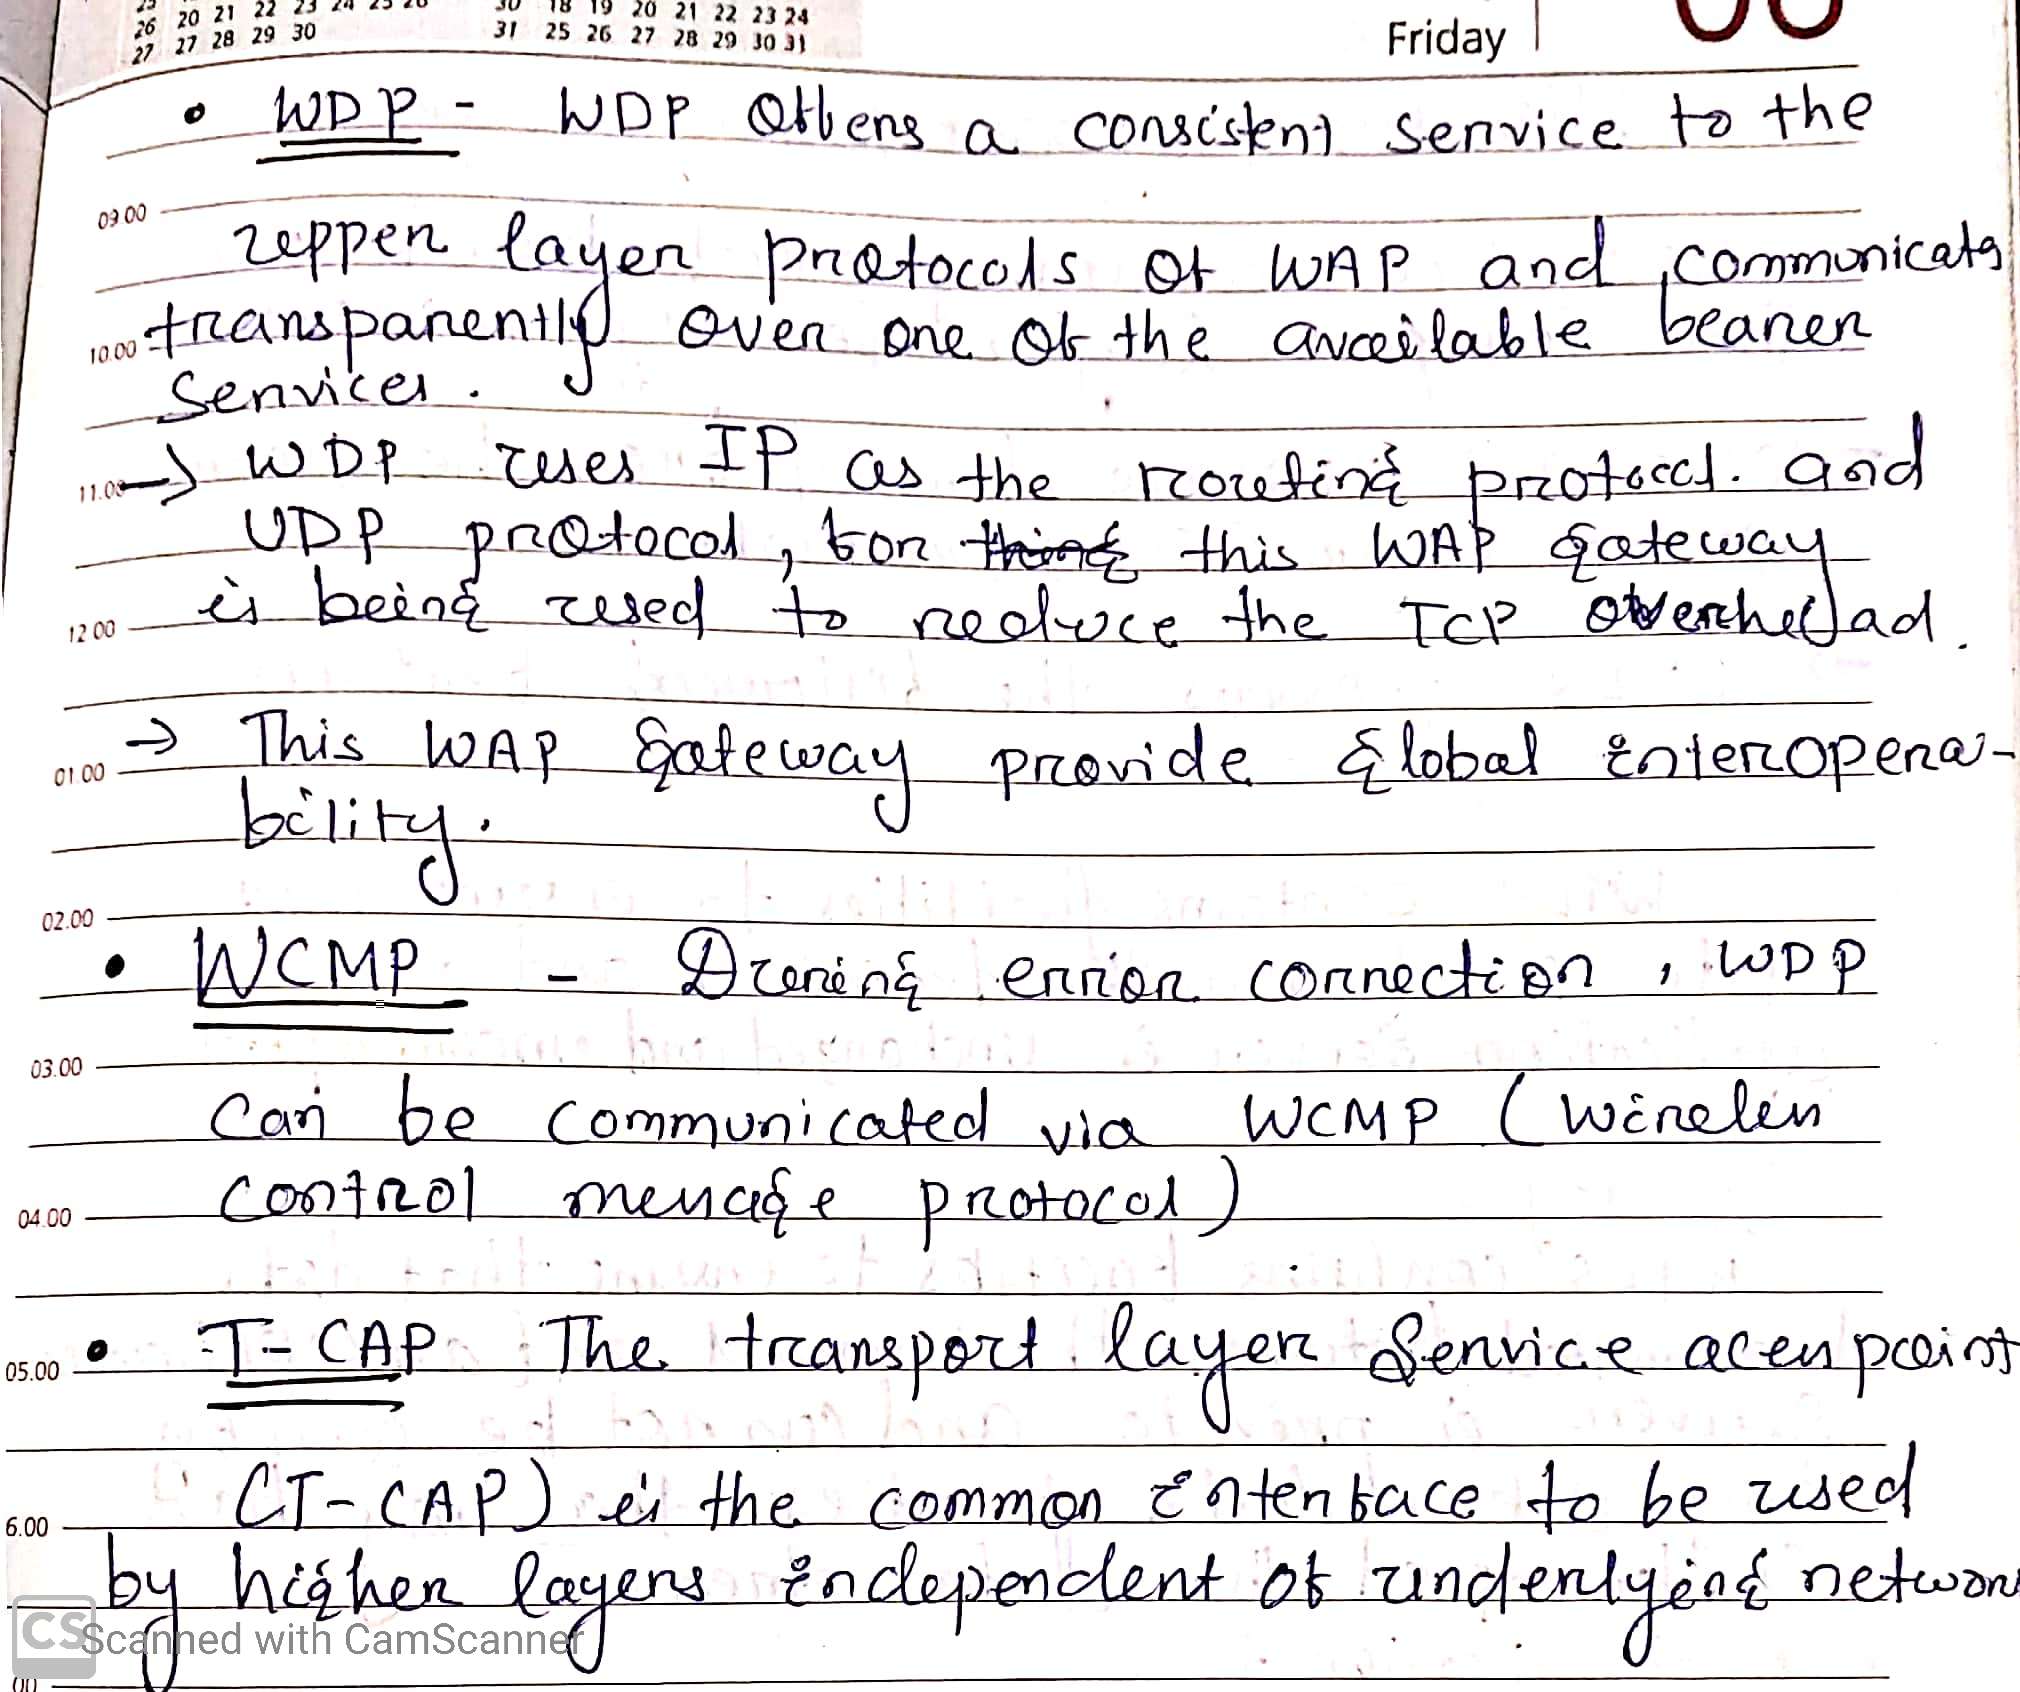 25 20 21 22 23 24 25 26
26 27 28 29 30
27
30 18 19 20 21 22 23 24
31 25 26 27 28 29 30 31
Friday
• WDP - WDP Offers a consistent service to the
09.00
upper layer protocols of WAP and communicate
10.00 transparently over one of the available bearer
services.
11.00 → WDP uses IP as the routing protocol. and
UDP protocol, for this WAP gateway
12.00 is being used to reduce the TCP overhead.
01.00 → This WAP gateway provide global interopera-
bility.
02.00
• WCMP - During error correction, WDP
03.00
can be communicated via WCMP (wireless
04.00 control message protocol)
05.00 • T-CAP The transport layer Service access point
6.00 (T-CAP) is the common interface to be used
by higher layers independent of underlying network
CS Scanned with CamScanner